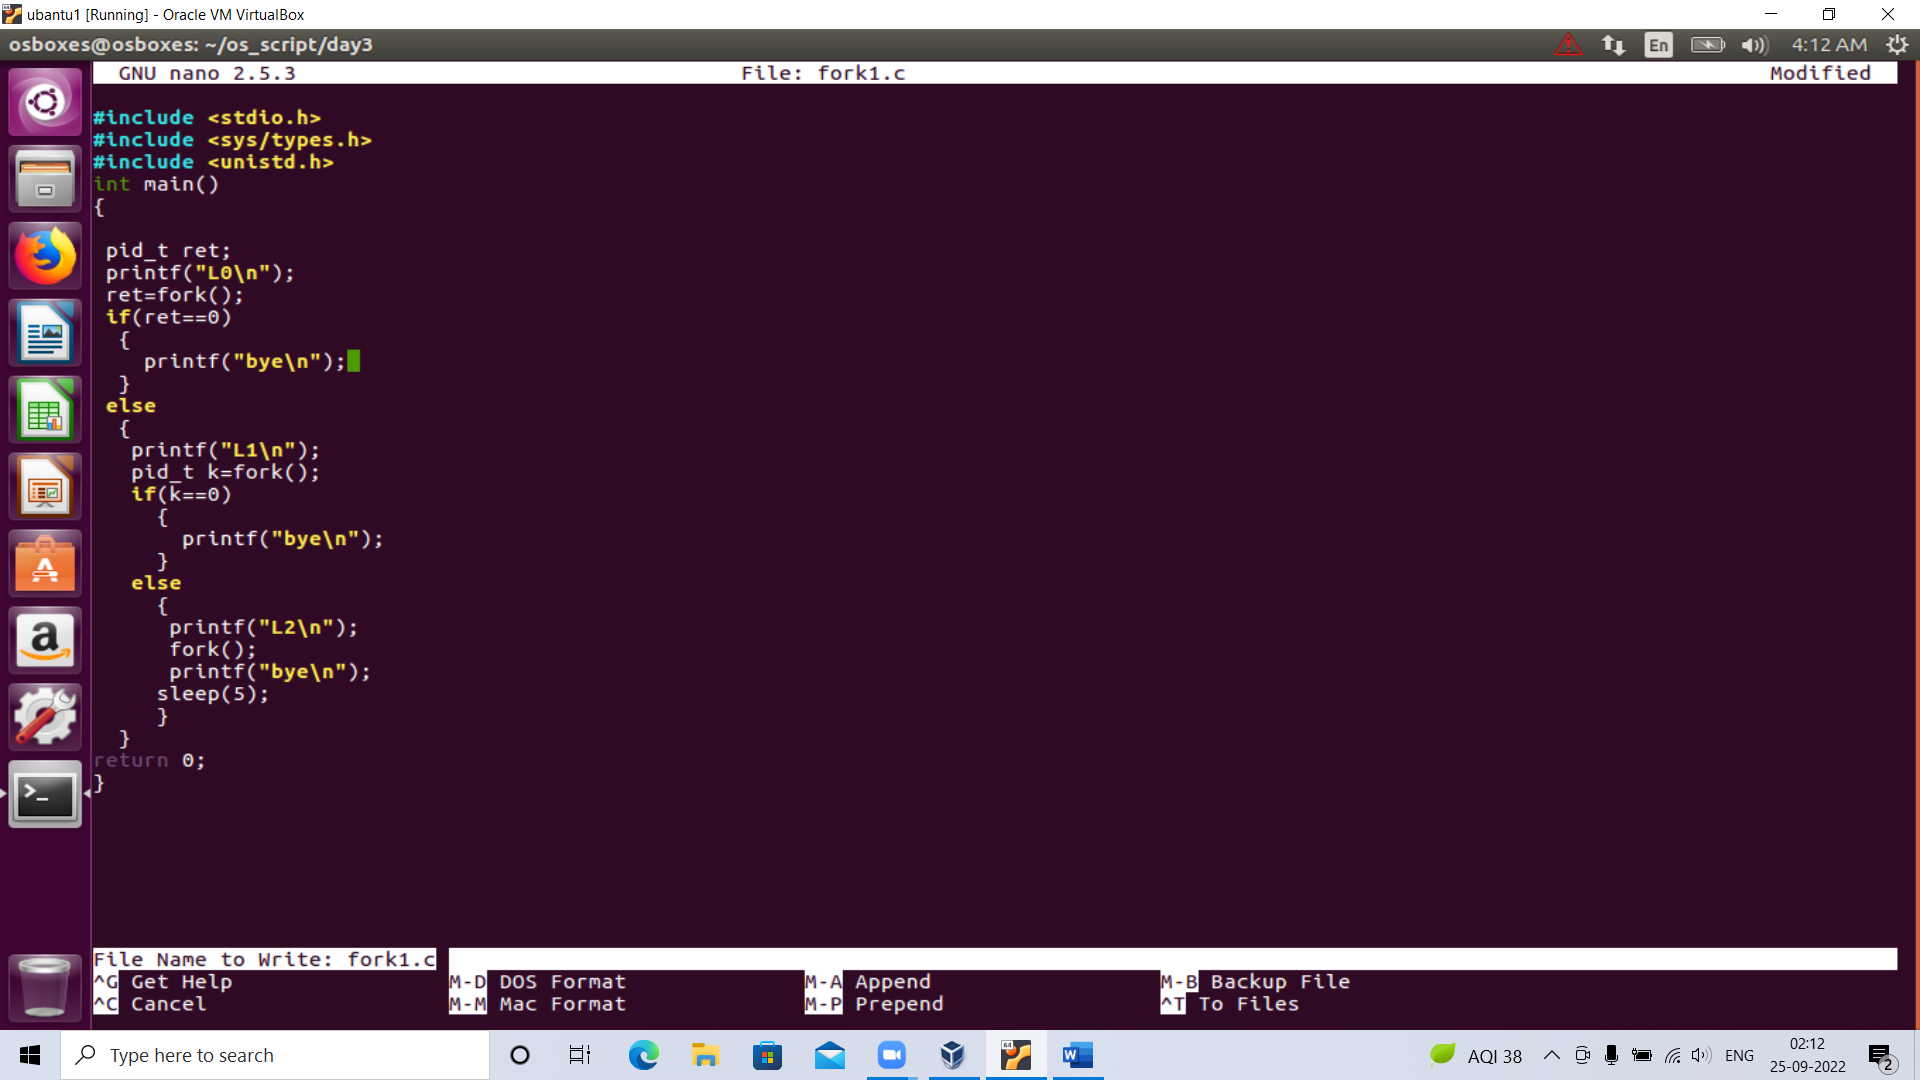 ubantu1 [Running] - Oracle VM VirtualBox
osboxes@osboxes: ~/os_script/day3
En
4:12 AM
GNU nano 2.5.3 File: fork1.c Modified
#include <stdio.h>
#include <sys/types.h>
#include <unistd.h>
int main()
{
pid_t ret;
printf("L0\n");
ret=fork();
if(ret==0)
{
printf("bye\n");
}
else
{
printf("L1\n");
pid_t k=fork();
if(k==0)
{
printf("bye\n");
}
else
{
printf("L2\n");
fork();
printf("bye\n");
sleep(5);
}
}
return 0;
}
File Name to Write: fork1.c
^G Get Help M-D DOS Format M-A Append M-B Backup File
^C Cancel M-M Mac Format M-P Prepend ^T To Files
Type here to search
AQI 38
ENG
02:12
25-09-2022
2